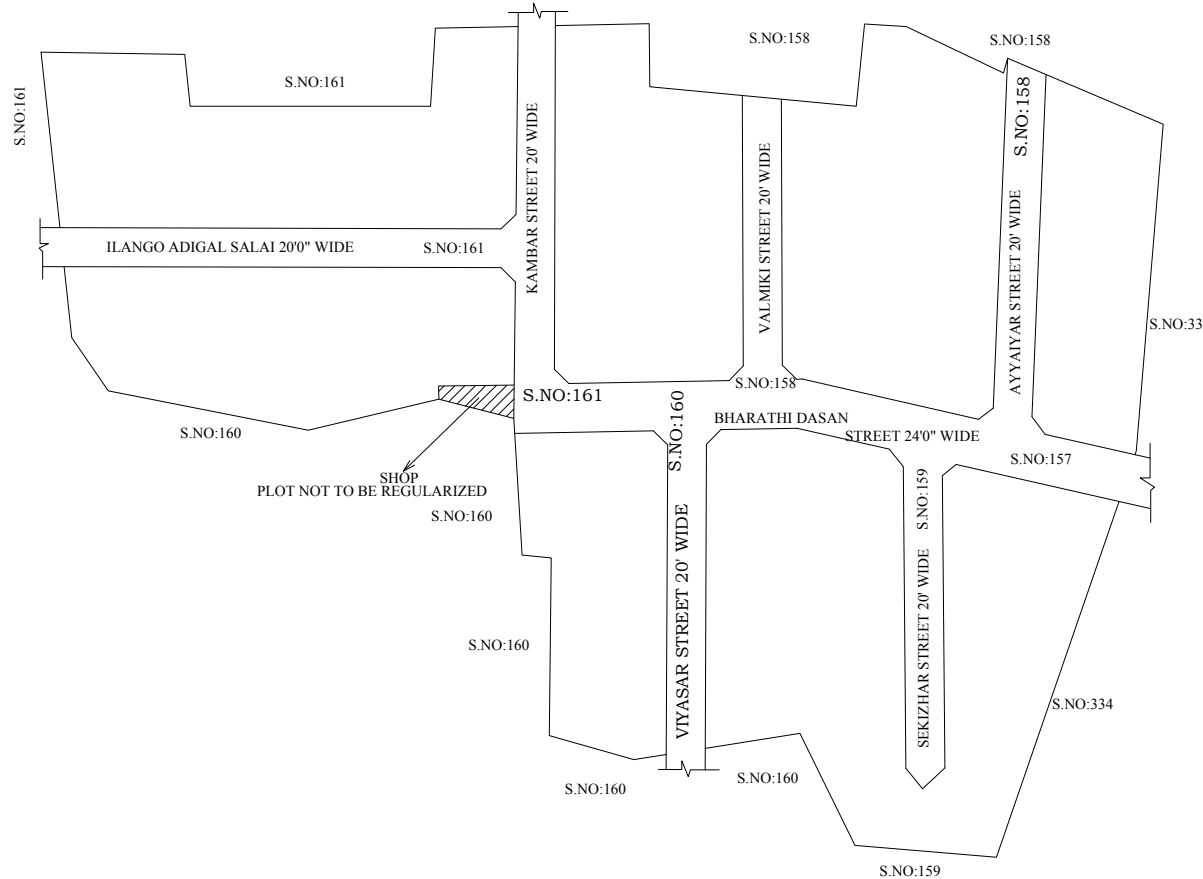 S.NO:158
S.NO:158
S.NO:161
S.NO:161
S.NO:158
KAMBAR STREET 20' WIDE
VALMIKI STREET 20' WIDE
AYYAIYAR STREET 20' WIDE
ILANGO ADIGAL SALAI 20'0" WIDE
S.NO:161
S.NO:33
S.NO:158
S.NO:161
S.NO:160
BHARATHI DASAN
STREET 24'0" WIDE
S.NO:160
S.NO:157
SHOP
PLOT NOT TO BE REGULARIZED
S.NO:160
S.NO:159
VIYASAR STREET 20' WIDE
SEKIZHAR STREET 20' WIDE
S.NO:160
S.NO:334
S.NO:160
S.NO:160
S.NO:159